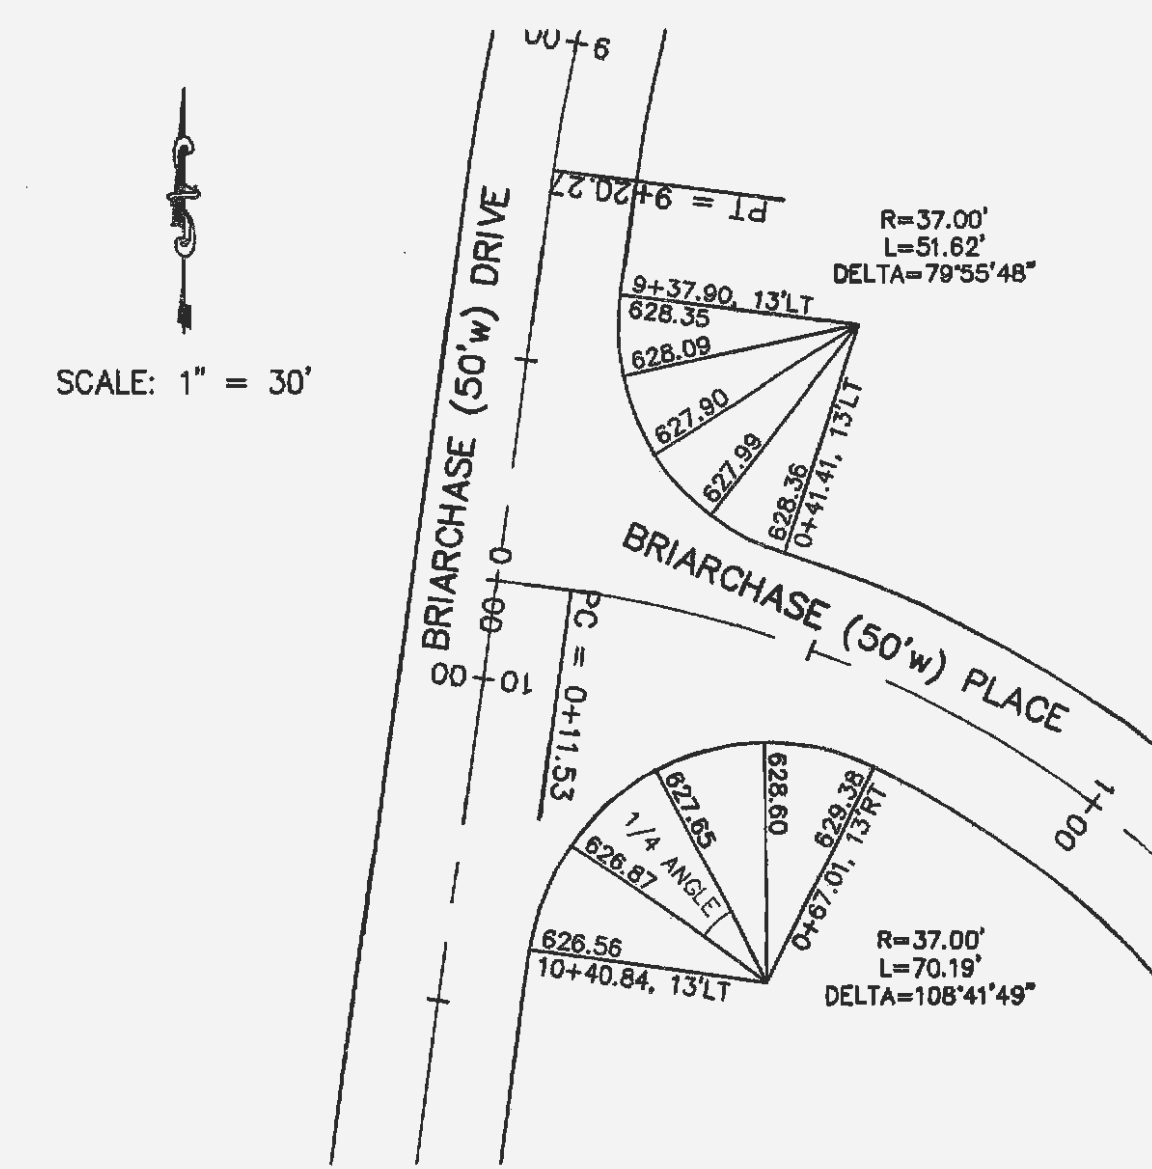 9+00
PT = 9+20.27
R=37.00'
L=51.62'
DELTA=79°55'48"
SCALE: 1" = 30'
BRIARCHASE (50'w) DRIVE
9+37.90, 13'LT
628.35
628.09
627.90
627.99
628.36
0+41.41, 13'LT
BRIARCHASE (50'w) PLACE
0+00
10+00
PC = 0+11.53
1+00
626.56
10+40.84, 13'LT
626.87
1/4 ANGLE
627.65
628.60
629.38
0+67.01, 13'RT
R=37.00'
L=70.19'
DELTA=108°41'49"